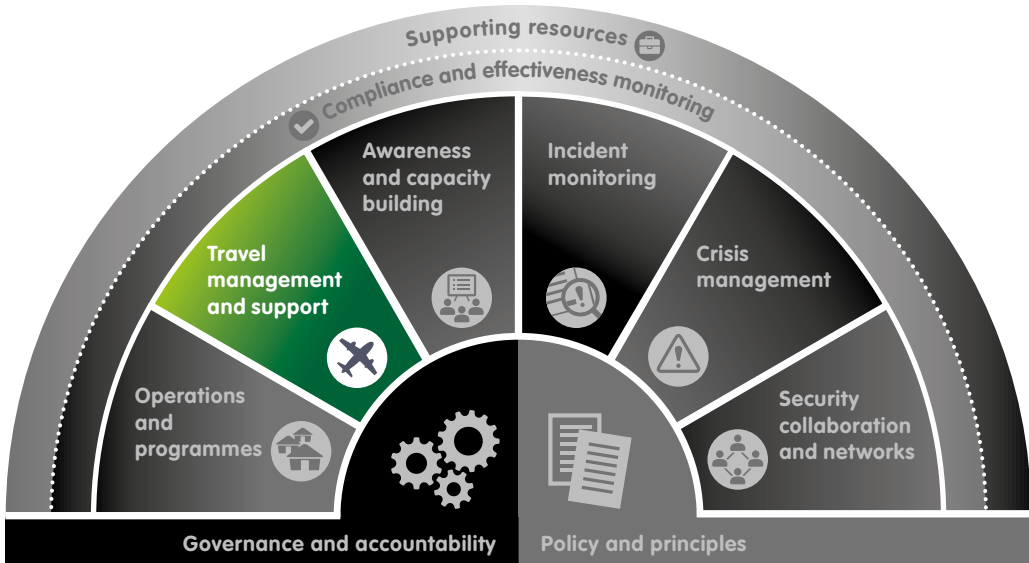 Supporting resources
Compliance and effectiveness monitoring
Awareness
and capacity
building
Incident
monitoring
Travel
management
and support
Crisis
management
Operations
and
programmes
Security
collaboration
and networks
Governance and accountability
Policy and principles